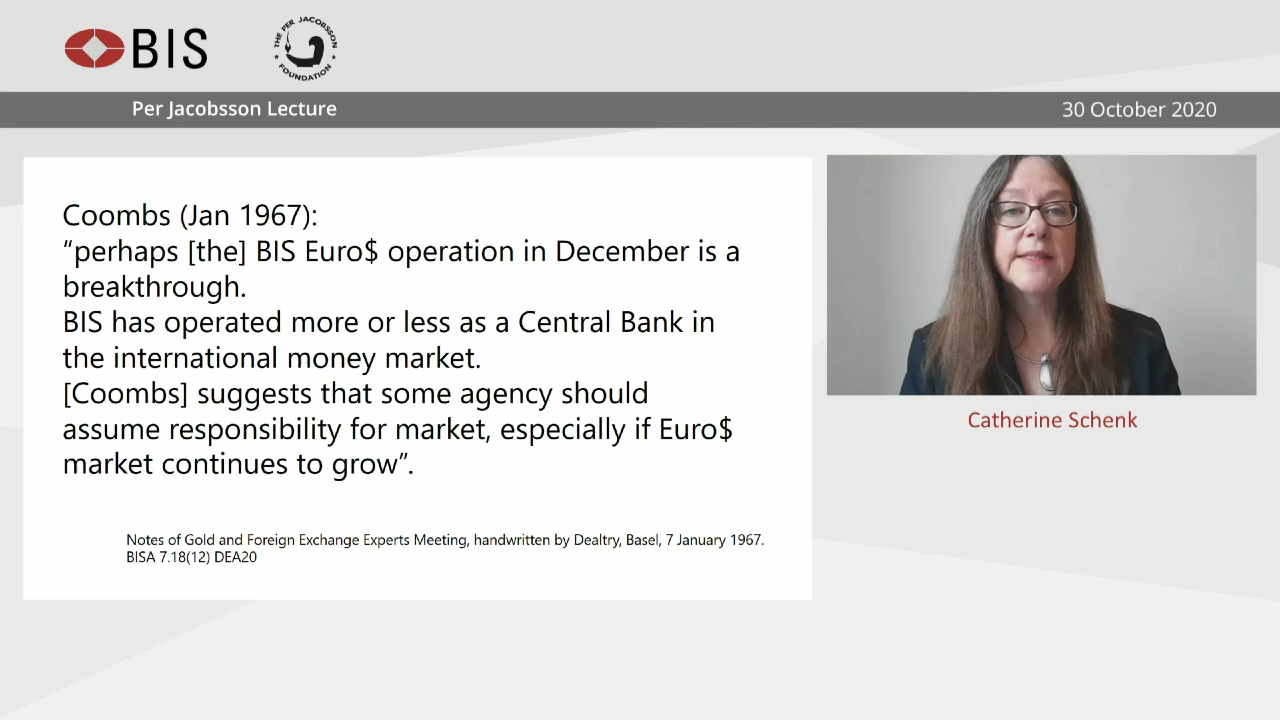 BIS
THE PER JACOBSSON
FOUNDATION
Per Jacobsson Lecture
30 October 2020
Coombs (Jan 1967):
“perhaps [the] BIS Euro$ operation in December is a
breakthrough.
BIS has operated more or less as a Central Bank in
the international money market.
[Coombs] suggests that some agency should
assume responsibility for market, especially if Euro$
market continues to grow”.
Notes of Gold and Foreign Exchange Experts Meeting, handwritten by Dealtry, Basel, 7 January 1967.
BISA 7.18(12) DEA20
Catherine Schenk